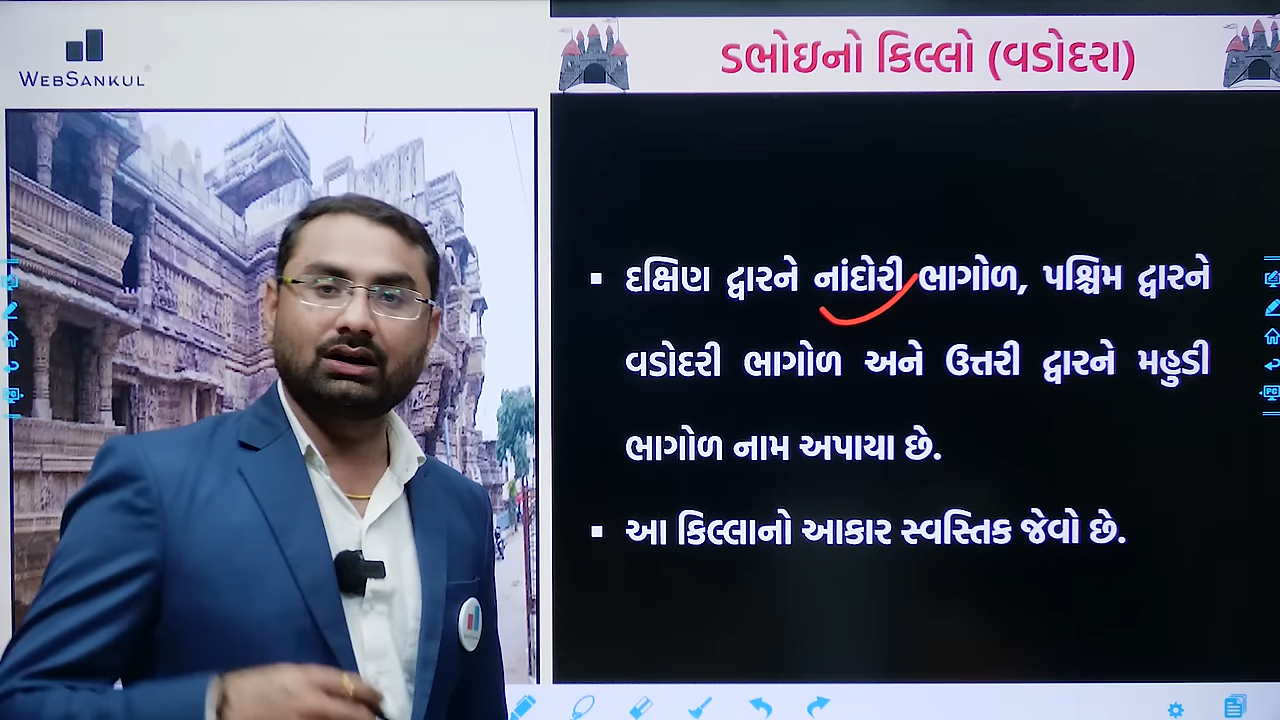 WEBSANKUL
ડભોઇનો કિલ્લો (વડોદરા)
▪ દક્ષિણ દ્વારને નાંદોરી ભાગોળ, પશ્ચિમ દ્વારને
વડોદરી ભાગોળ અને ઉત્તરી દ્વારને મહુડી
ભાગોળ નામ અપાયા છે.
▪ આ કિલ્લાનો આકાર સ્વસ્તિક જેવો છે.